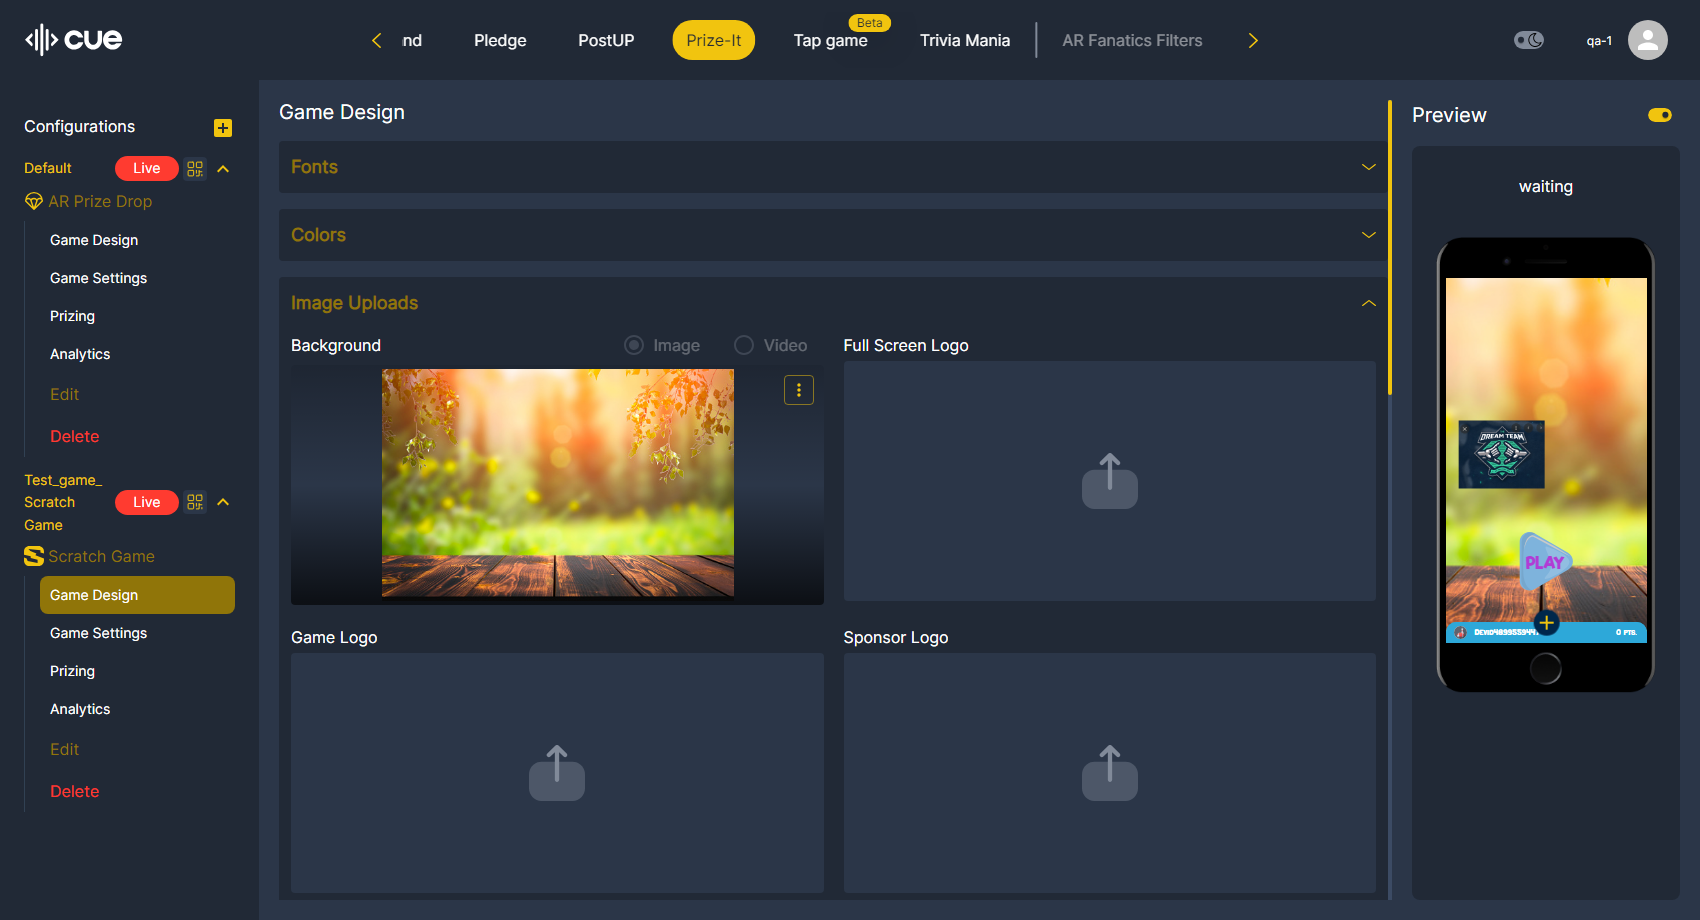 cue
nd
Pledge
PostUP
Prize-It
Beta
Tap game
Trivia Mania
AR Fanatics Filters
qa-1
Configurations
Default
Live
AR Prize Drop
Game Design
Game Settings
Prizing
Analytics
Edit
Delete
Test_game_
Scratch
Game
Live
Scratch Game
Game Design
Game Settings
Prizing
Analytics
Edit
Delete
Game Design
Fonts
Colors
Image Uploads
Background
Image
Video
Full Screen Logo
Game Logo
Sponsor Logo
Preview
waiting
DREAM TEAM
PLAY
0 PTS.